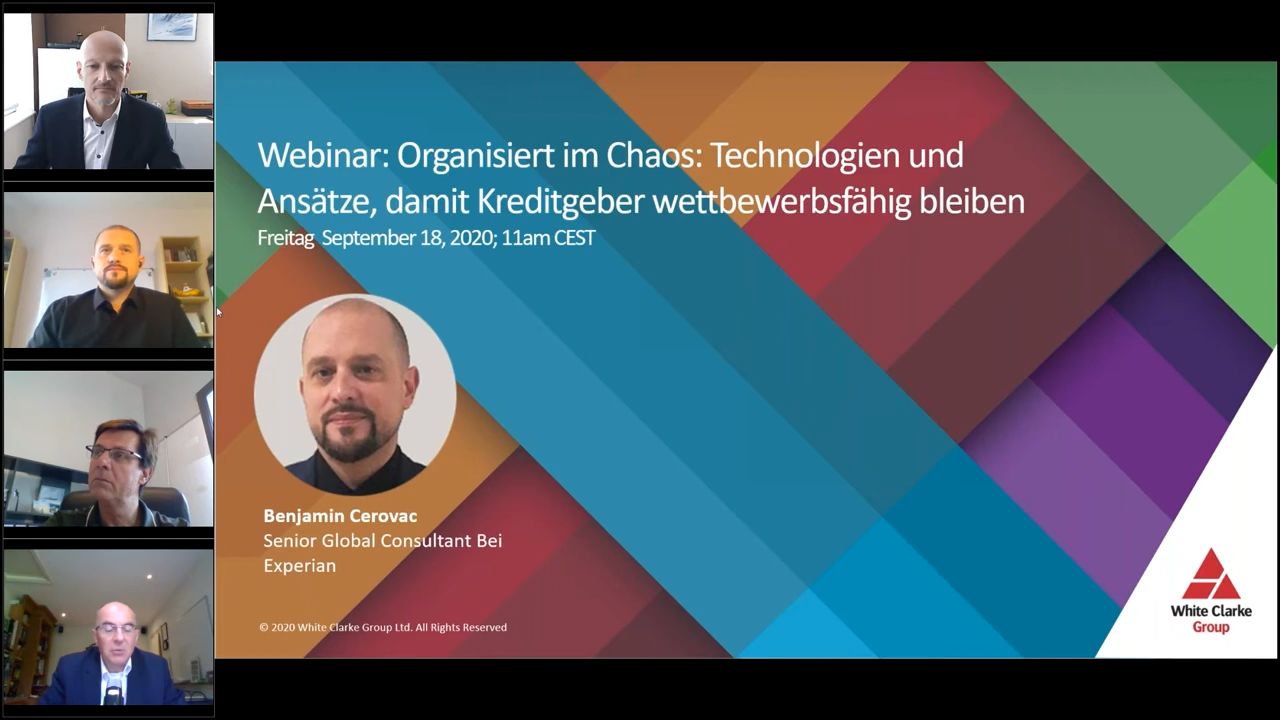 Webinar: Organisiert im Chaos: Technologien und
Ansätze, damit Kreditgeber wettbewerbsfähig bleiben
Freitag September 18, 2020; 11am CEST
Benjamin Cerovac
Senior Global Consultant Bei
Experian
© 2020 White Clarke Group Ltd. All Rights Reserved
White Clarke
Group